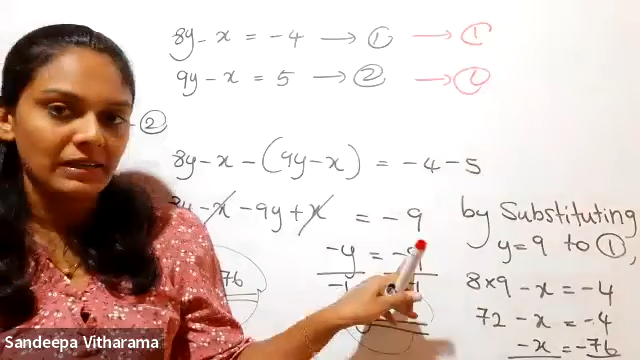 8y - x = -4 → ① → ①
9y - x = 5 → ② → ①
- ②
8y - x - (9y - x) = -4 - 5
- x - 9y + x = - 9
-y = -9
by Substituting
y = 9 to ①,
8 × 9 - x = -4
72 - x = -4
-x = -76
76
Sandeepa Vitharama